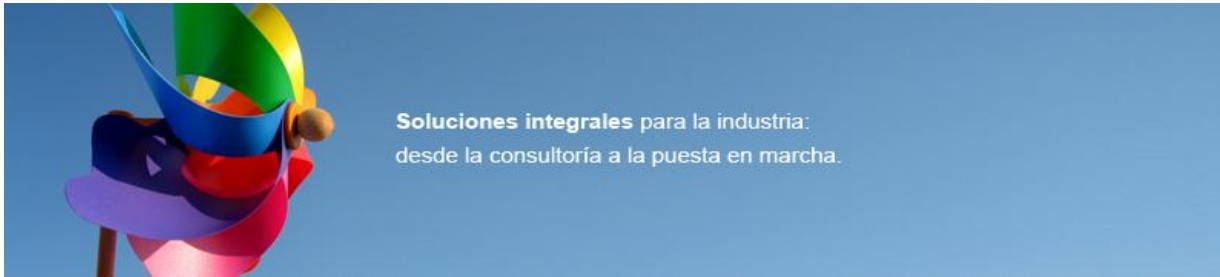 Soluciones integrales para la industria:
desde la consultoría a la puesta en marcha.